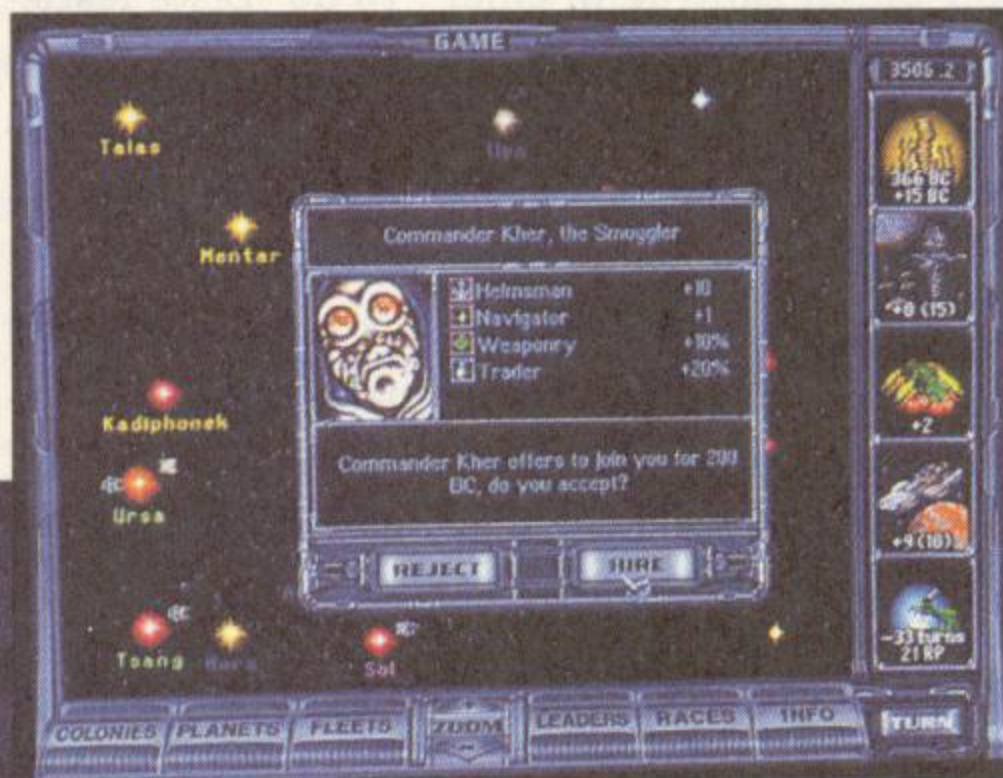 GAME
3506.2
Talas
Mentar
366 BC
+15 BC
Commander Kher, the Smuggler
Helmsman +10
Navigator +1
Weaponry +10%
Trader +20%
+8 (15)
Kadiphonek
+2
Commander Kher offers to join you for 200
BC, do you accept?
Ursa
+9 (10)
REJECT
HIRE
Tsang
Sol
~33 turns
21 RP
COLONIES
PLANETS
FLEETS
ZOOM
LEADERS
RACES
INFO
TURN